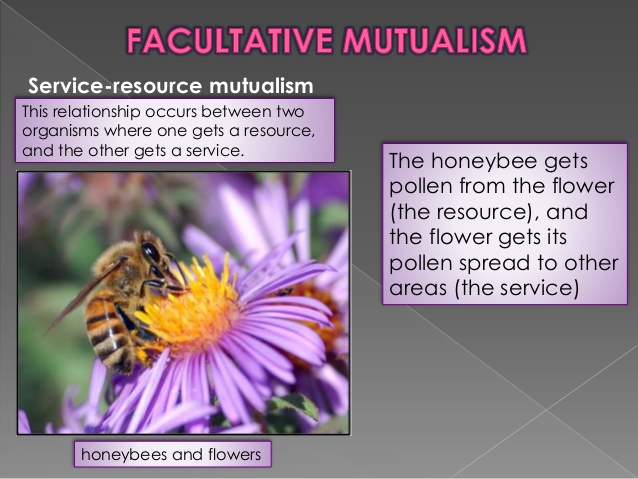 FACULTATIVE MUTUALISM
Service-resource mutualism
This relationship occurs between two
organisms where one gets a resource,
and the other gets a service.
The honeybee gets
pollen from the flower
(the resource), and
the flower gets its
pollen spread to other
areas (the service)
honeybees and flowers